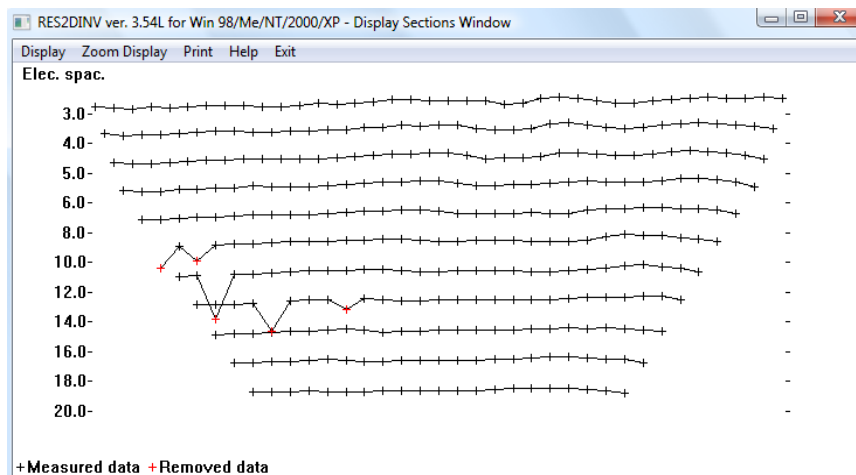 RES2DINV ver. 3.54L for Win 98/Me/NT/2000/XP - Display Sections Window
Display Zoom Display Print Help Exit
Elec. spac.
3.0-
4.0-
5.0-
6.0-
8.0-
10.0-
12.0-
14.0-
16.0-
18.0-
20.0-
+Measured data +Removed data